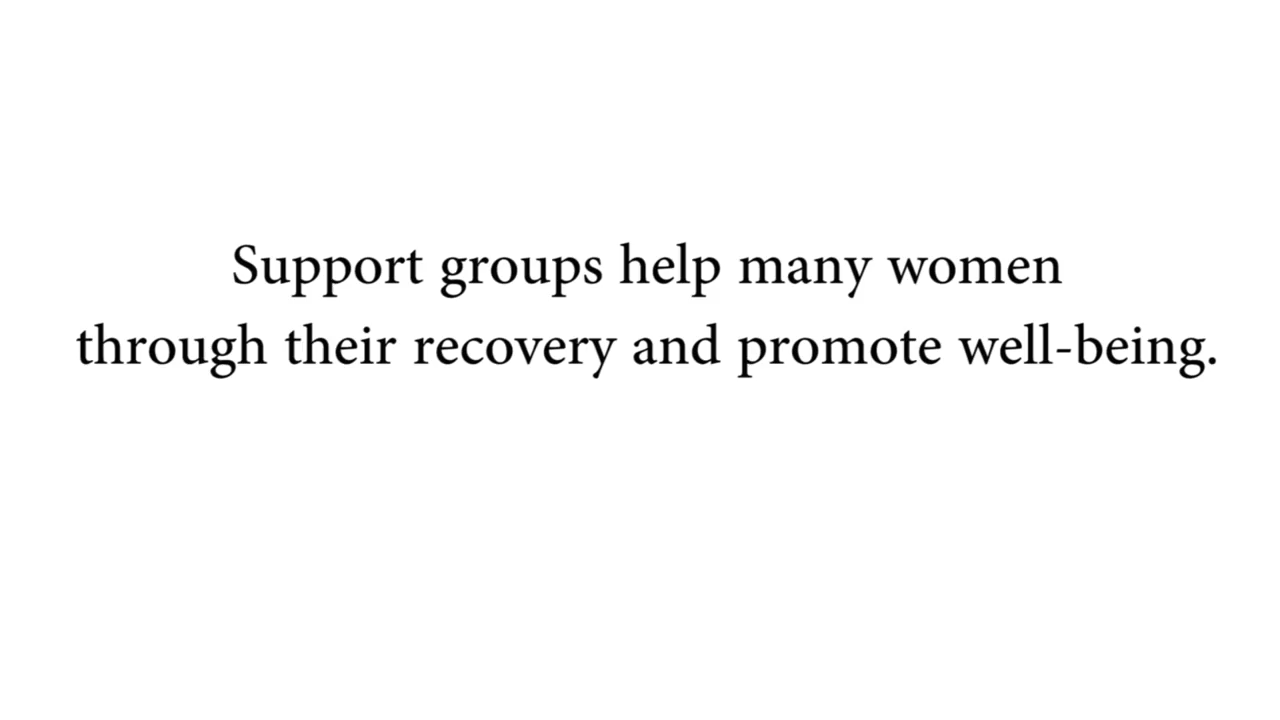 Support groups help many women
through their recovery and promote well-being.